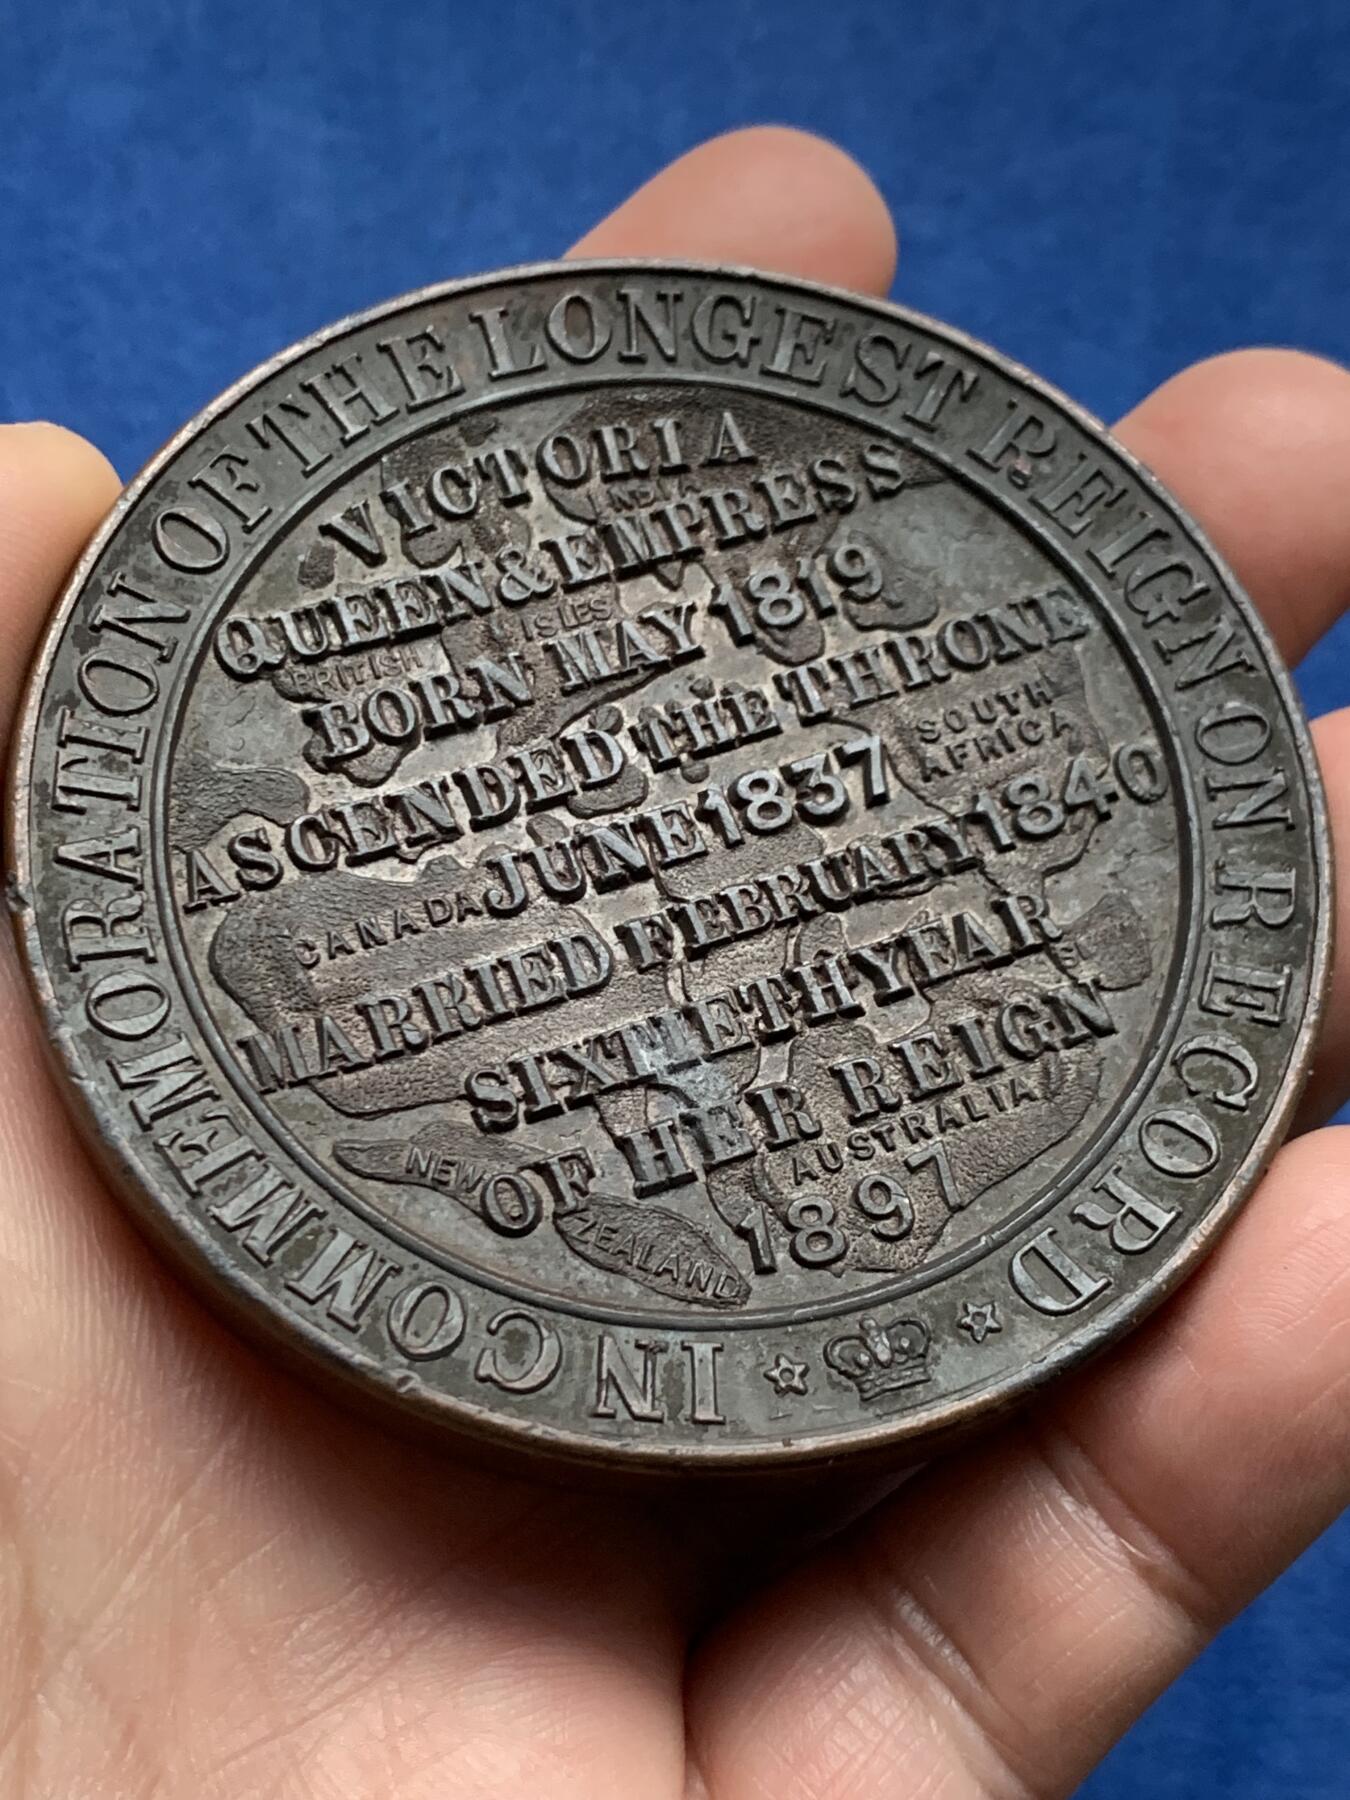 IN COMMEMORATION OF THE LONGEST REIGN ON RECORD
VICTORIA
INDIA
QUEEN & EMPRESS
BRITISH ISLES
BORN MAY 1819
ASCENDED THE THRONE
SOUTH
AFRICA
JUNE 1837
CANADA
MARRIED FEBRUARY 1840
SIXTIETH YEAR
OF HER REIGN
AUSTRALIA
NEW ZEALAND
1897